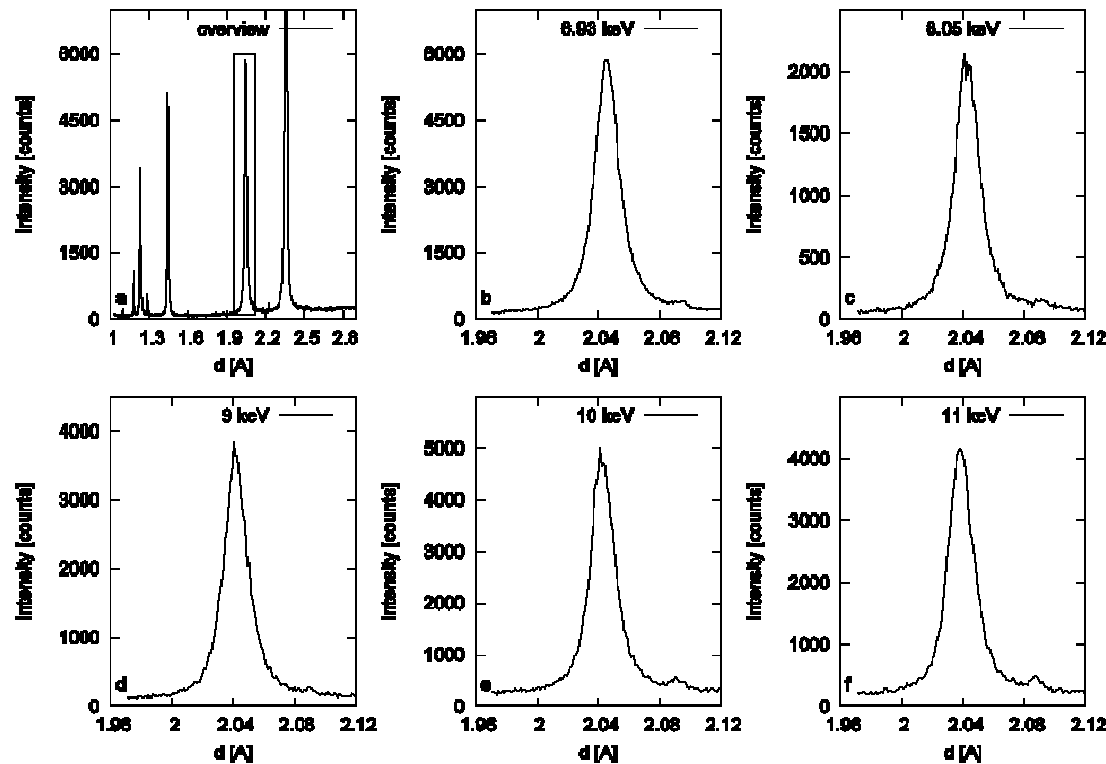 overview
6000
4500
3000
1500
0
Intensity [counts]
a
1 1.3 1.6 1.9 2.2 2.5 2.8
d [A]
6.93 keV
7500
6000
4500
3000
1500
0
Intensity [counts]
b
1.96 2 2.04 2.08 2.12
d [A]
8.05 keV
2000
1500
1000
500
0
Intensity [counts]
c
1.96 2 2.04 2.08 2.12
d [A]
9 keV
4000
3000
2000
1000
0
Intensity [counts]
d
1.96 2 2.04 2.08 2.12
d [A]
10 keV
5000
4000
3000
2000
1000
0
Intensity [counts]
e
1.96 2 2.04 2.08 2.12
d [A]
11 keV
4000
3000
2000
1000
0
Intensity [counts]
f
1.96 2 2.04 2.08 2.12
d [A]